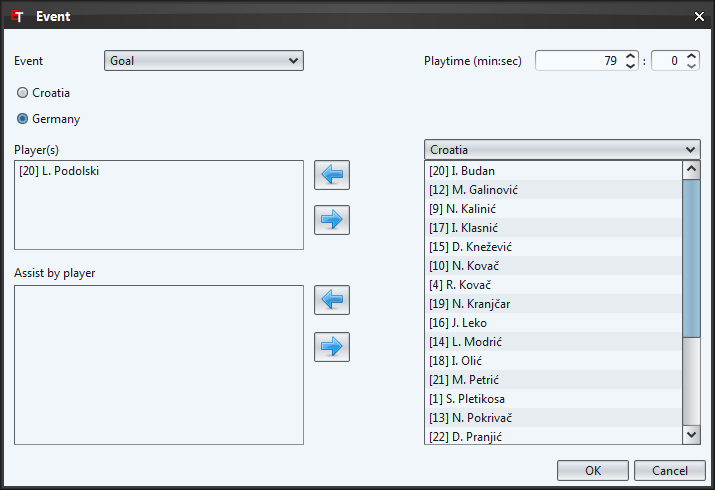 ET Event
Event Goal Playtime (min:sec) 79 : 0
Croatia
Germany
Player(s)
[20] L. Podolski
Assist by player
Croatia
[20] I. Budan
[12] M. Galinović
[9] N. Kalinić
[17] I. Klasnić
[15] D. Knežević
[10] N. Kovač
[4] R. Kovač
[19] N. Kranjčar
[16] J. Leko
[14] L. Modrić
[18] I. Olić
[21] M. Petrić
[1] S. Pletikosa
[13] N. Pokrivač
[22] D. Pranjić
OK Cancel